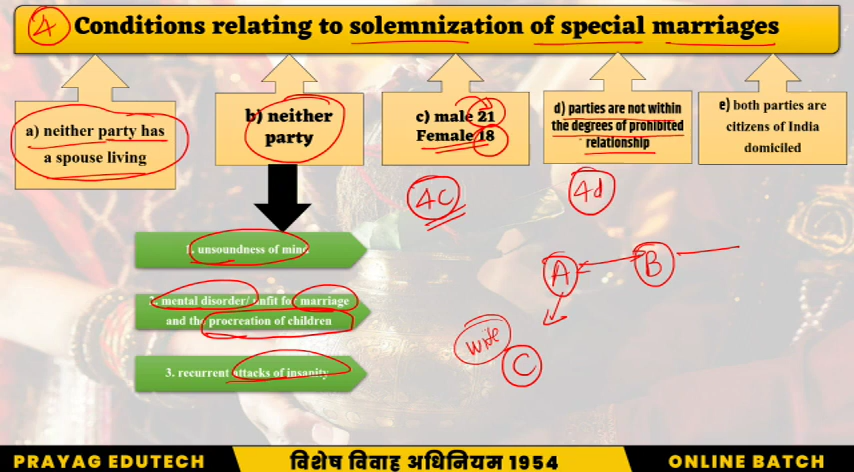 4 Conditions relating to solemnization of special marriages
a) neither party has
a spouse living
b) neither
party
c) male 21
Female 18
d) parties are not within
the degrees of prohibited
relationship
e) both parties are
citizens of India
domiciled
4c
4d
1. unsoundness of mind
2. mental disorder/ unfit for marriage
and the procreation of children
3. recurrent attacks of insanity
A
B
wife
C
PRAYAG EDUTECH
विशेष विवाह अधिनियम 1954
ONLINE BATCH